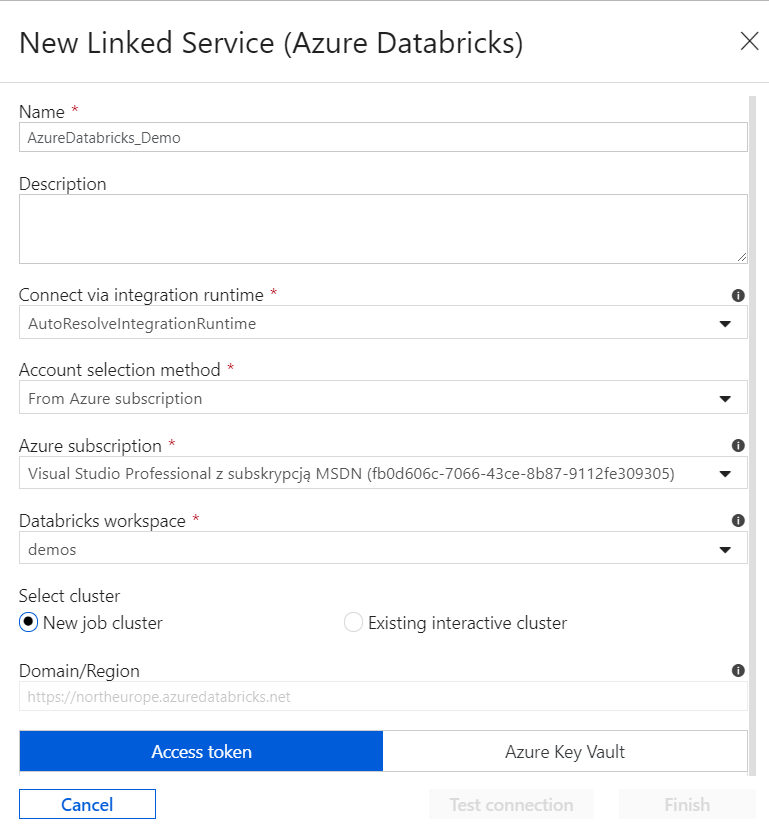 New Linked Service (Azure Databricks)
Name *
AzureDatabricks_Demo
Description
Connect via integration runtime *
AutoResolveIntegrationRuntime
Account selection method *
From Azure subscription
Azure subscription *
Visual Studio Professional z subskrypcją MSDN (fb0d606c-7066-43ce-8b87-9112fe309305)
Databricks workspace *
demos
Select cluster
New job cluster Existing interactive cluster
Domain/Region
https://northeurope.azuredatabricks.net
Access token Azure Key Vault
Cancel Test connection Finish